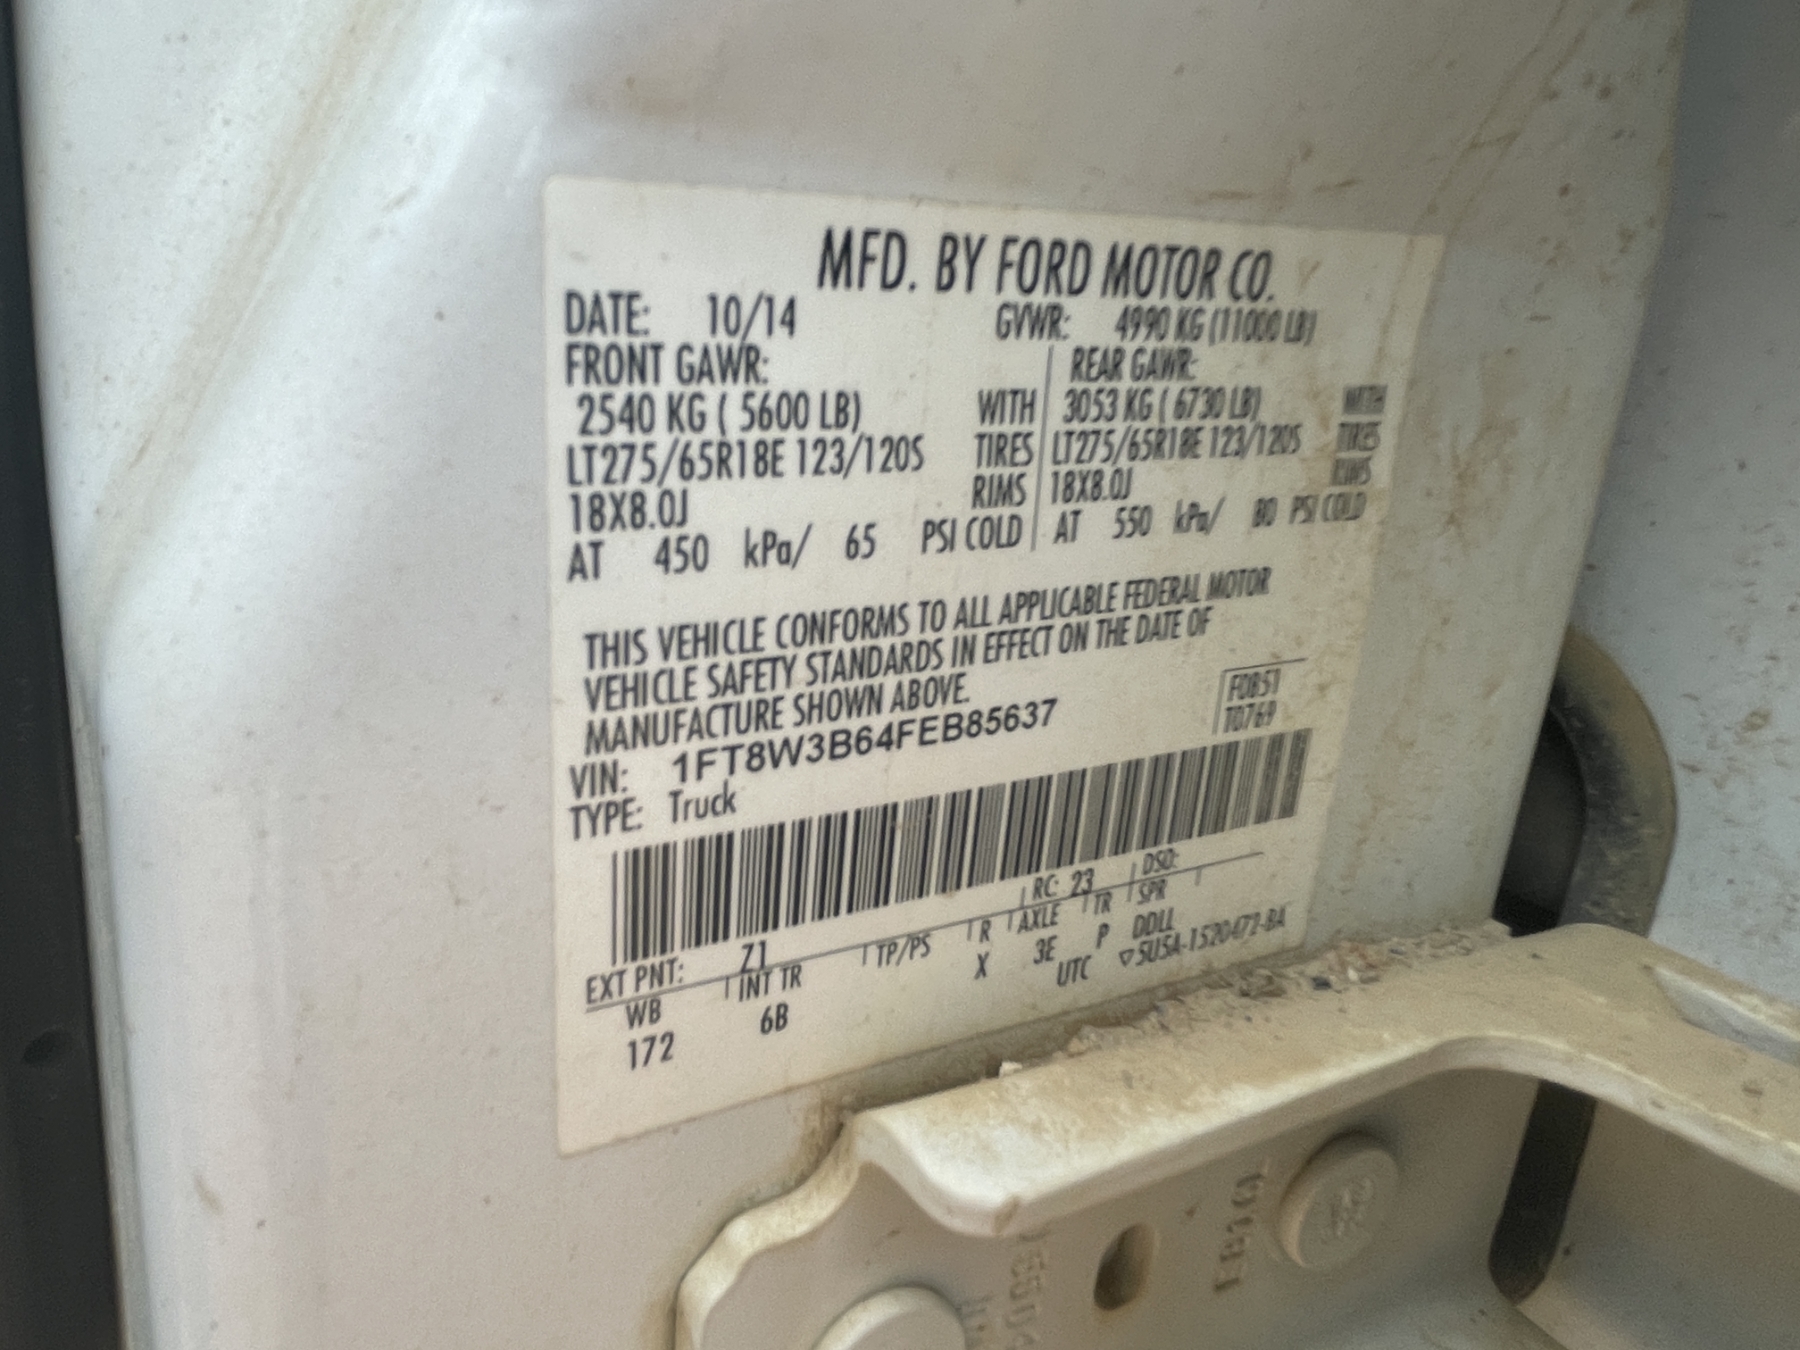 MFD. BY FORD MOTOR CO.
DATE: 10/14 GVWR: 4990 KG (11000 LB)
FRONT GAWR: REAR GAWR:
2540 KG ( 5600 LB) WITH 3053 KG ( 6730 LB) WITH
LT275/65R18E 123/120S TIRES LT275/65R18E 123/120S TIRES
18X8.0J RIMS 18X8.0J RIMS
AT 450 kPa/ 65 PSI COLD AT 550 kPa/ 80 PSI COLD
THIS VEHICLE CONFORMS TO ALL APPLICABLE FEDERAL MOTOR
VEHICLE SAFETY STANDARDS IN EFFECT ON THE DATE OF
MANUFACTURE SHOWN ABOVE.
F0851
T0769
VIN: 1FT8W3B64FEB85637
TYPE: Truck
EXT PNT: Z1 RC: 23 DSO:
WB INT TR TP/PS R AXLE TR SPR
172 6B X 3E P DDLL
UTC ▽5U5A-1520472-BA